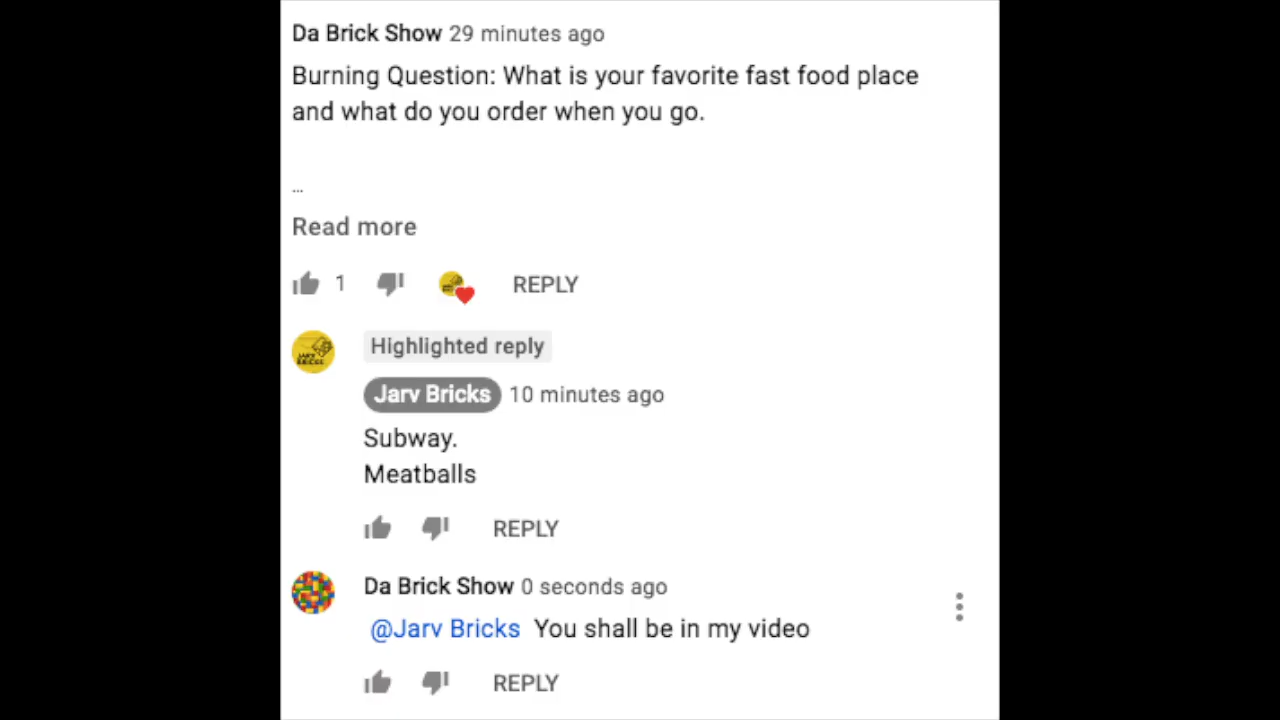 Da Brick Show 29 minutes ago
Burning Question: What is your favorite fast food place
and what do you order when you go.
...
Read more
1 REPLY
Highlighted reply
JARV
BRICKS
Jarv Bricks 10 minutes ago
Subway.
Meatballs
REPLY
Da Brick Show 0 seconds ago
@Jarv Bricks You shall be in my video
REPLY